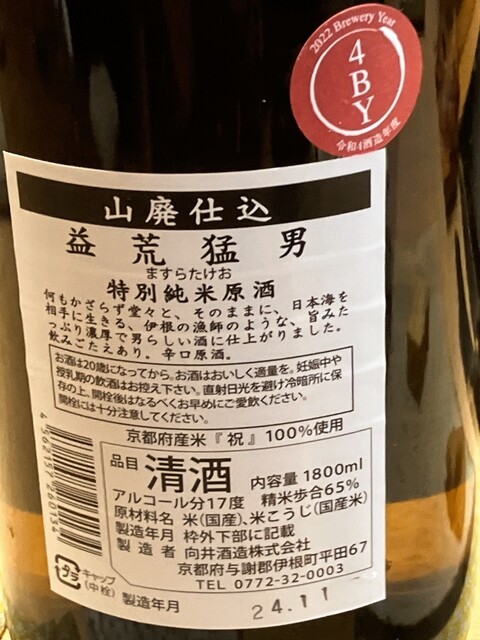 2022 Brewery Year
4
B
Y
令和4酒造年度
山廃仕込
益荒猛男
ますらたけお
特別純米原酒
何もかざらず堂々と、そのままに、日本海を
相手に生きる、伊根の漁師のような、旨みた
っぷり濃厚で男らしい酒に仕上がりました。
飲みごたえあり。辛口原酒。
お酒は20歳になってから。お酒はおいしく適量を。妊娠中や
授乳期の飲酒はお控え下さい。直射日光を避け冷暗所に保
存の上、開栓後はなるべくお早めにご愛飲ください。
開栓には十分注意してください。
京都府産米『祝』100%使用
品目 清酒 内容量 1800ml
アルコール分17度 精米歩合65%
原材料名 米(国産)、米こうじ(国産米)
製造年月 枠外下部に記載
製造者 向井酒造株式会社
京都府与謝郡伊根町平田67
TEL 0772-32-0003
4562157260134
キャップ
(中栓)
製造年月 24.11